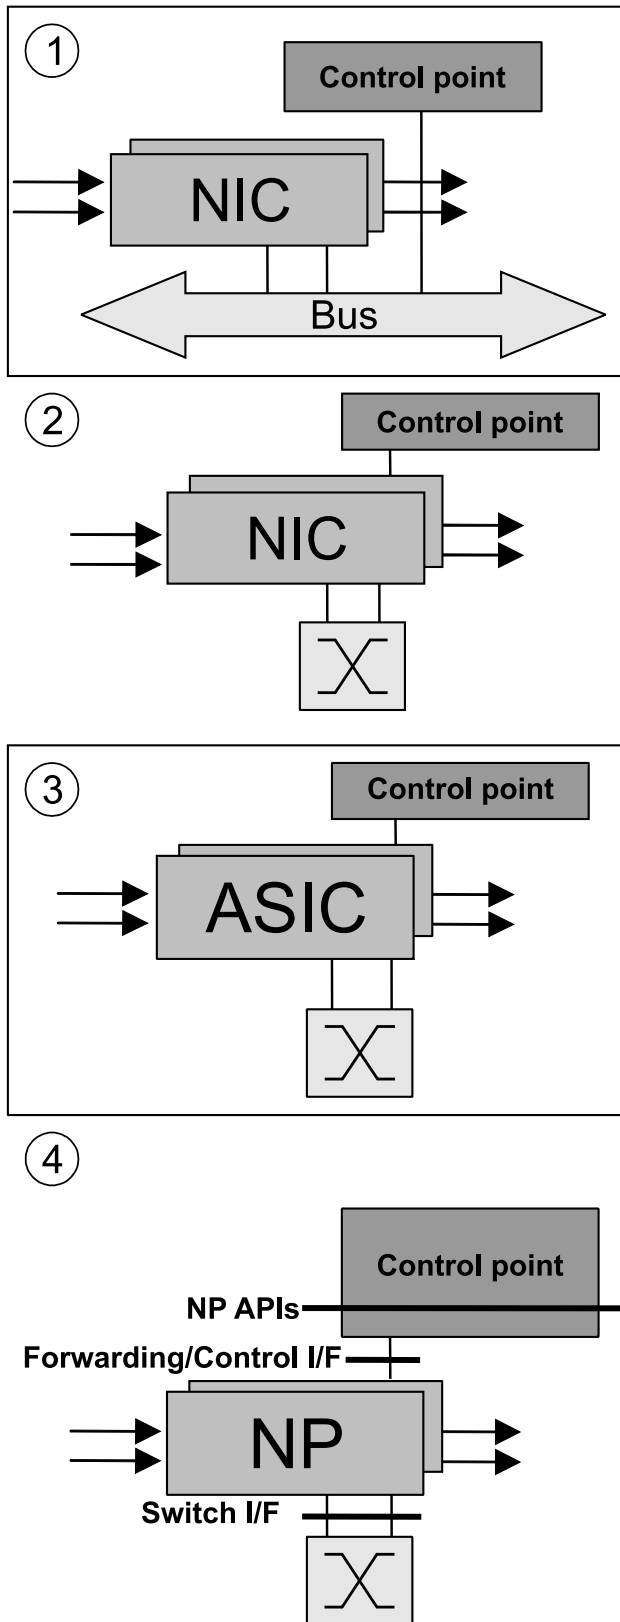 1
Control point
NIC
Bus
2
Control point
NIC
3
Control point
ASIC
4
Control point
NP APIs
Forwarding/Control I/F
NP
Switch I/F